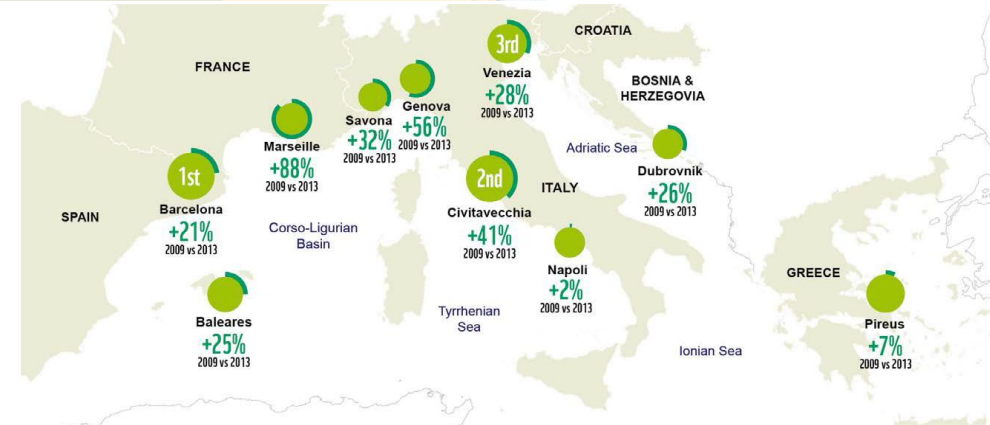 CROATIA
3rd
FRANCE
Venezia
+28%
2009 vs 2013
BOSNIA &
HERZEGOVIA
Genova
+56%
2009 vs 2013
Savona
+32%
2009 vs 2013
Marseille
+88%
2009 vs 2013
Adriatic Sea
Dubrovnik
+26%
2009 vs 2013
1st
Barcelona
+21%
2009 vs 2013
2nd
Civitavecchia
+41%
2009 vs 2013
ITALY
SPAIN
Corso-Ligurian
Basin
Napoli
+2%
2009 vs 2013
GREECE
Baleares
+25%
2009 vs 2013
Tyrrhenian
Sea
Ionian Sea
Pireus
+7%
2009 vs 2013